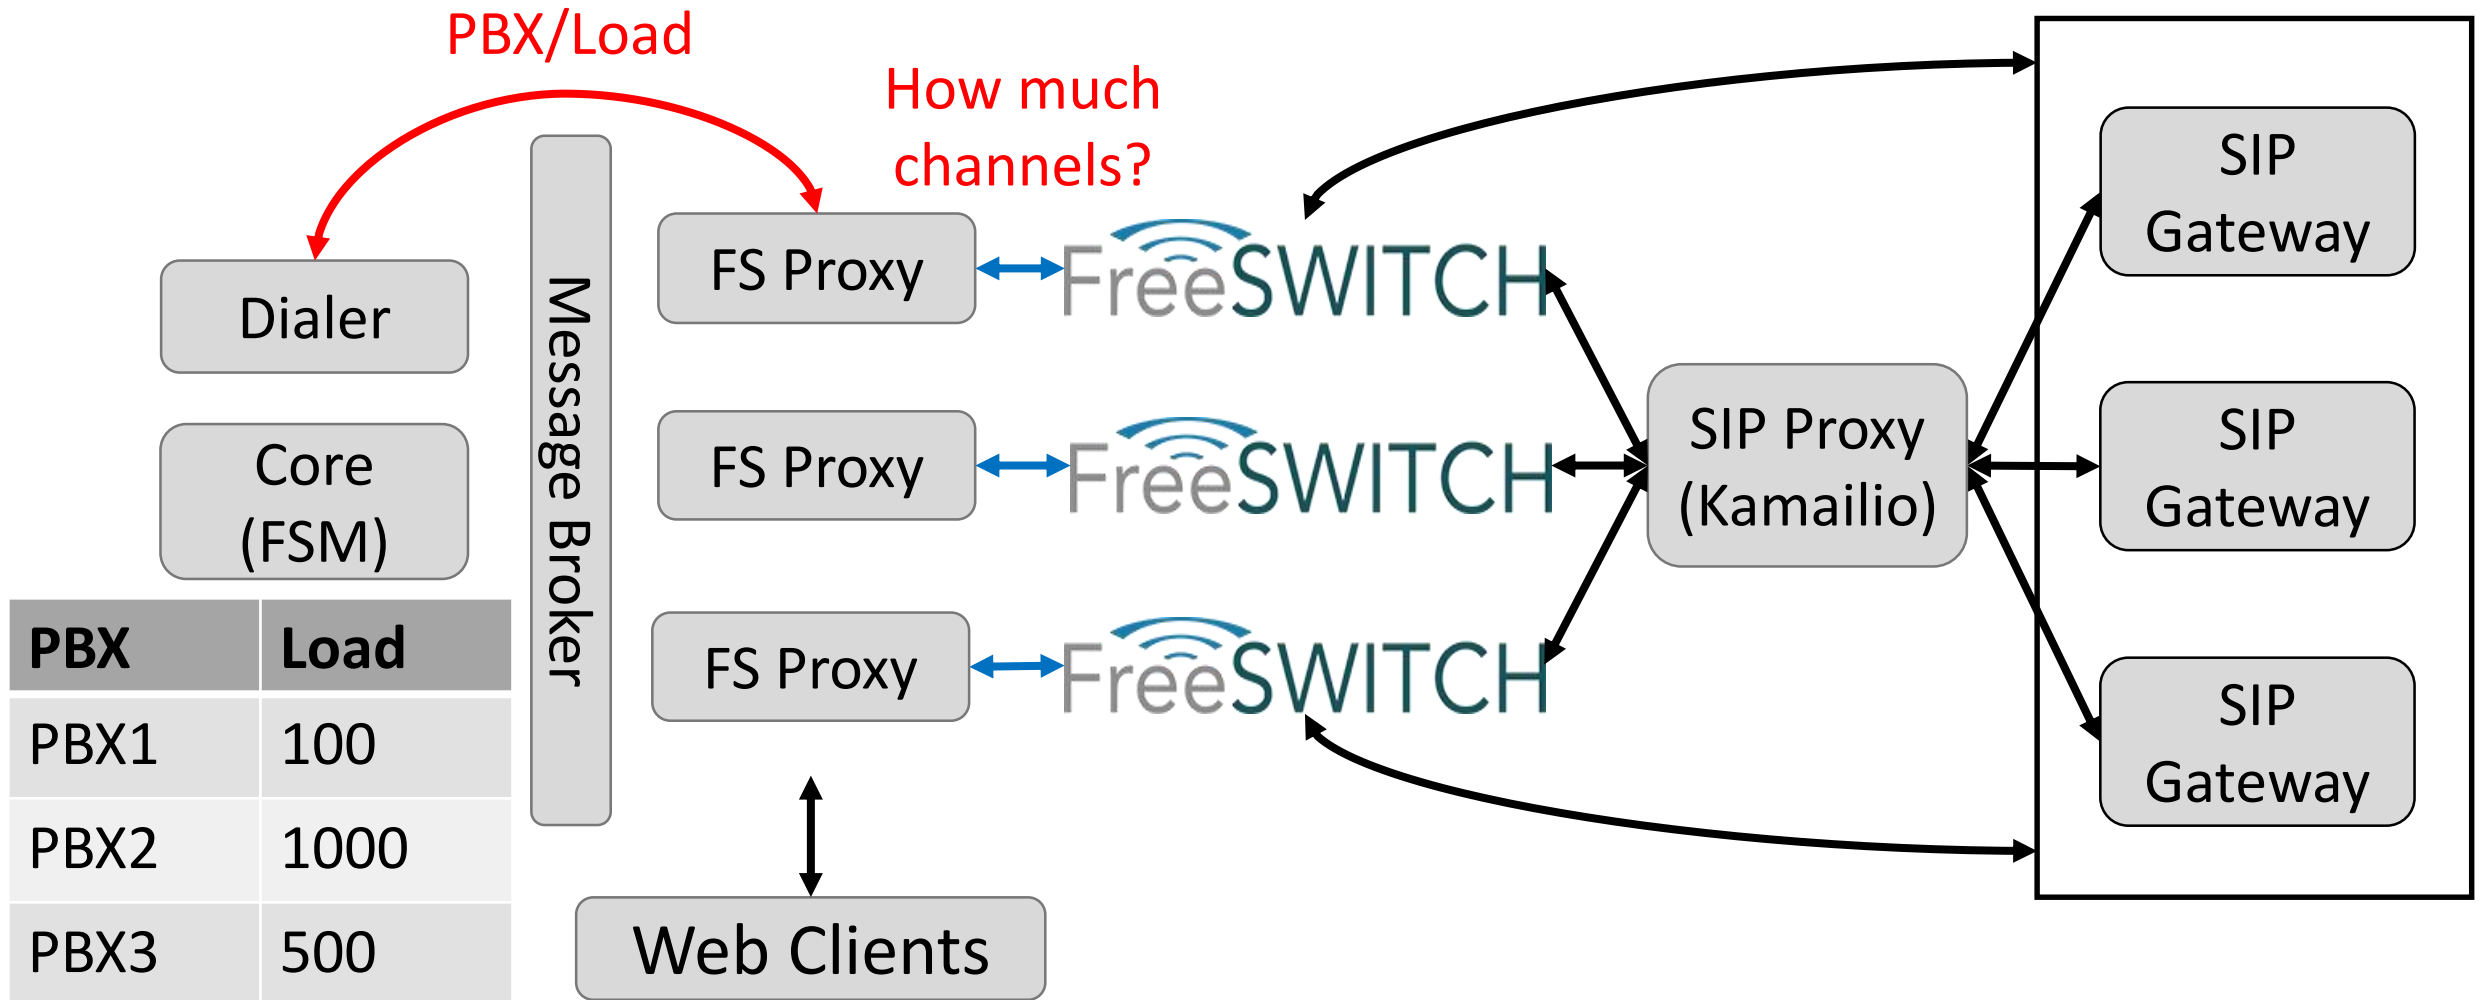 PBX/Load
How much
channels?
Dialer
Core
(FSM)
Message Broker
FS Proxy
FreeSWITCH
FS Proxy
FreeSWITCH
FS Proxy
FreeSWITCH
SIP Proxy
(Kamailio)
SIP
Gateway
SIP
Gateway
SIP
Gateway
PBX Load
PBX1 100
PBX2 1000
PBX3 500
Web Clients